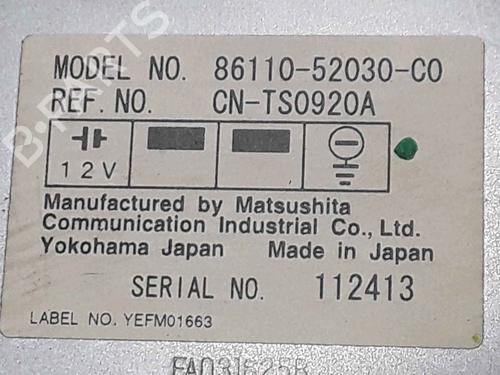 MODEL NO. 86110-52030-C0
REF. NO. CN-TS0920A
12V
Manufactured by Matsushita
Communication Industrial Co., Ltd.
Yokohama Japan Made in Japan
SERIAL NO. 112413
LABEL NO. YEFM01663
B-PARTS